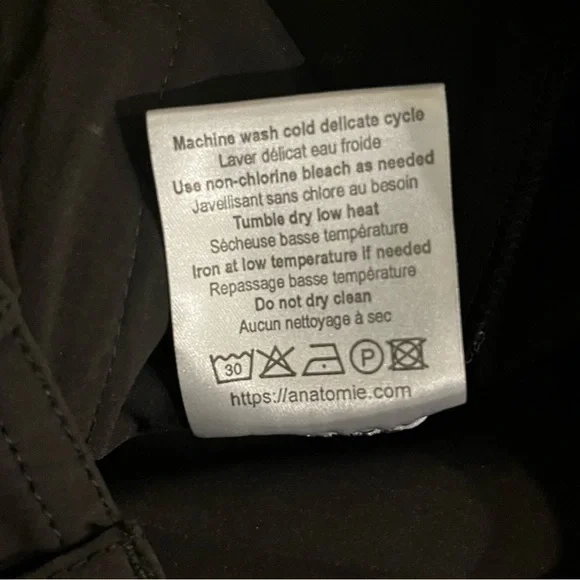 Machine wash cold delicate cycle
Laver délicat eau froide
Use non-chlorine bleach as needed
Javellisant sans chlore au besoin
Tumble dry low heat
Sécheuse basse température
Iron at low temperature if needed
Repassage basse température
Do not dry clean
Aucun nettoyage à sec
30 P
https://anatomie.com